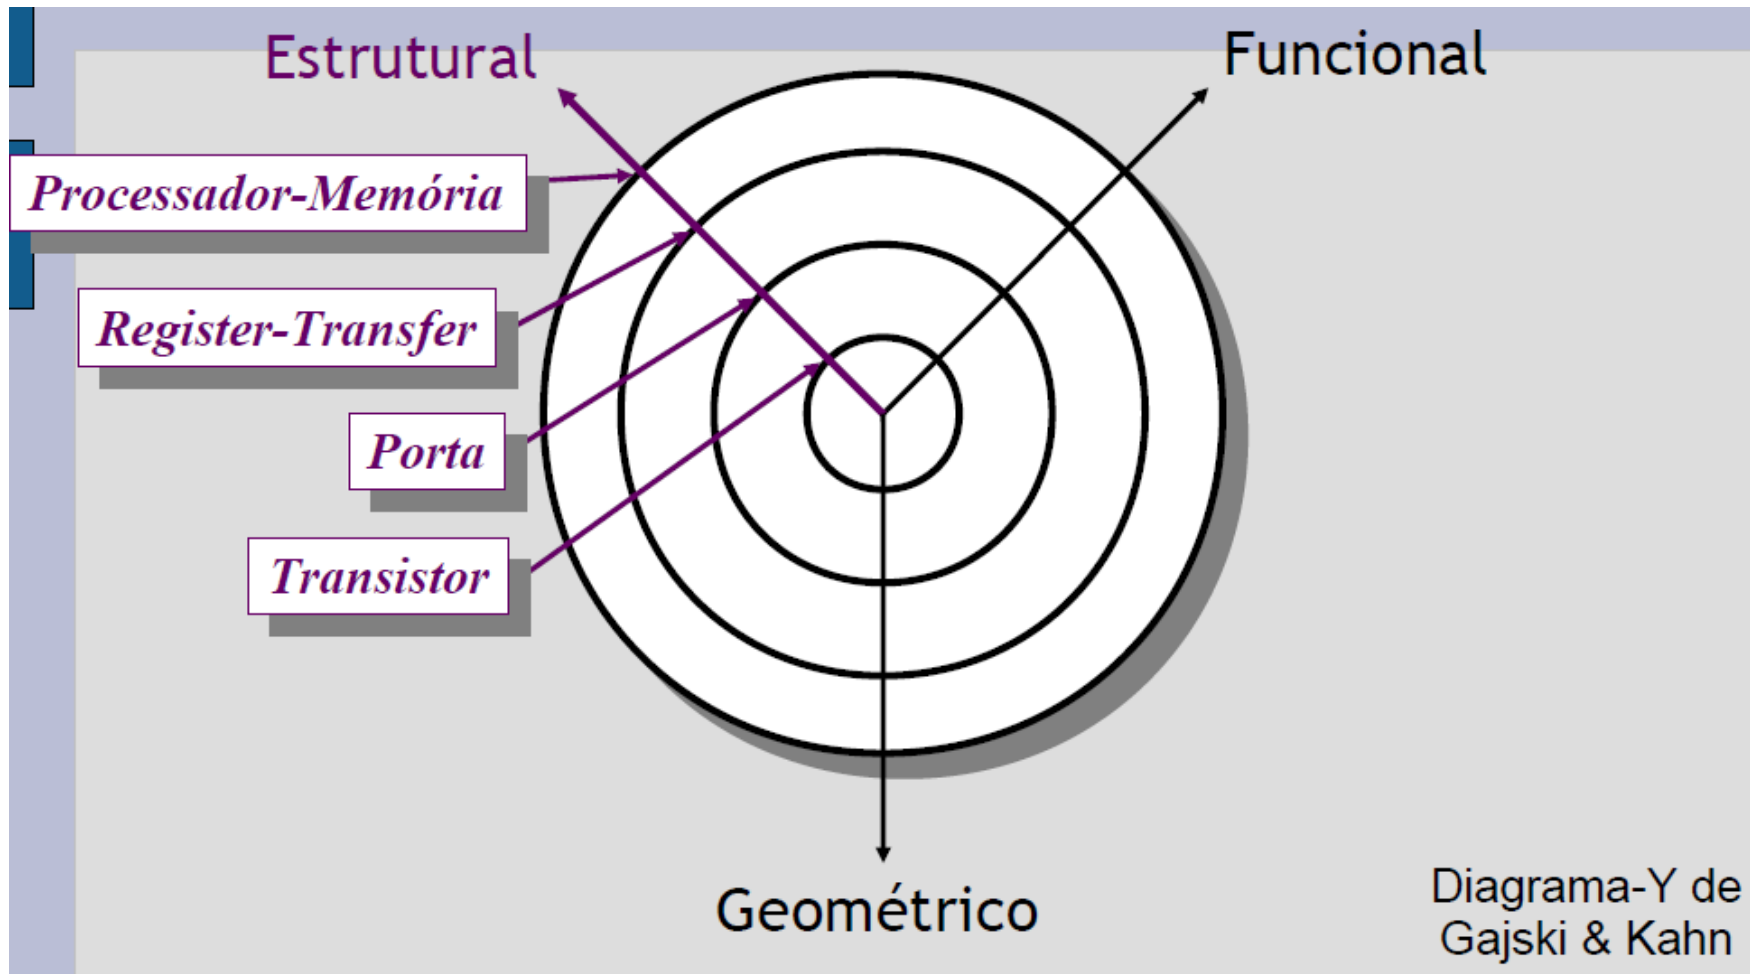 Estrutural
Funcional
Processador-Memória
Register-Transfer
Porta
Transistor
Geométrico
Diagrama-Y de
Gajski & Kahn